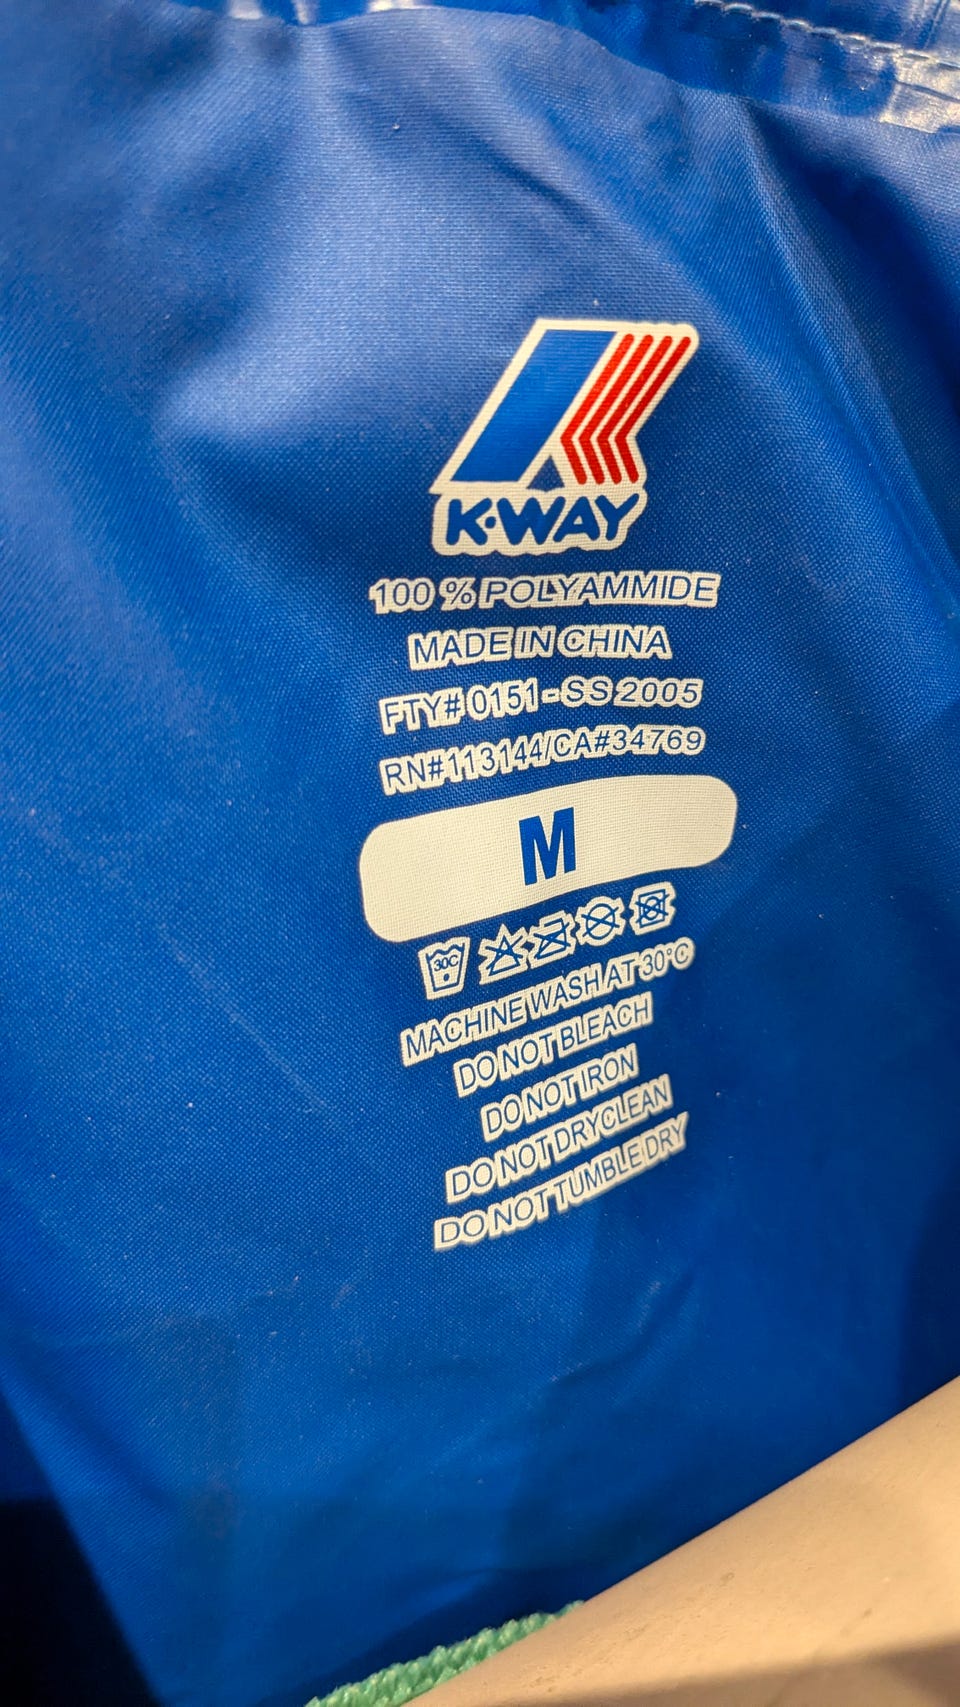 K·WAY
100 % POLYAMMIDE
MADE IN CHINA
FTY# 0151 - SS 2005
RN#113144/CA#34769
M
30C
MACHINE WASH AT 30°C
DO NOT BLEACH
DO NOT IRON
DO NOT DRYCLEAN
DO NOT TUMBLE DRY